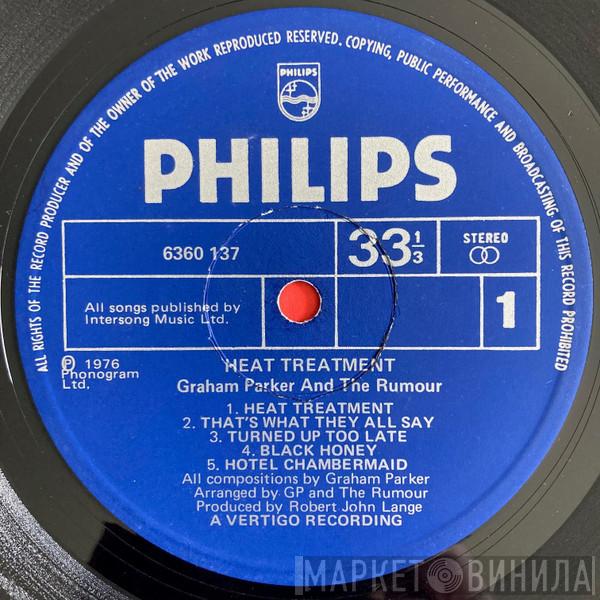 ALL RIGHTS OF THE RECORD PRODUCER AND OF THE OWNER OF THE WORK REPRODUCED RESERVED. COPYING, PUBLIC PERFORMANCE AND BROADCASTING OF THIS RECORD PROHIBITED
PHILIPS
PHILIPS
6360 137
33 1/3
STEREO
All songs published by
Intersong Music Ltd.
1
Ⓟ 1976
Phonogram
Ltd.
HEAT TREATMENT
Graham Parker And The Rumour
1. HEAT TREATMENT
2. THAT'S WHAT THEY ALL SAY
3. TURNED UP TOO LATE
4. BLACK HONEY
5. HOTEL CHAMBERMAID
All compositions by Graham Parker
Arranged by GP and The Rumour
Produced by Robert John Lange
A VERTIGO RECORDING
МАРКЕТ ВИНИЛА